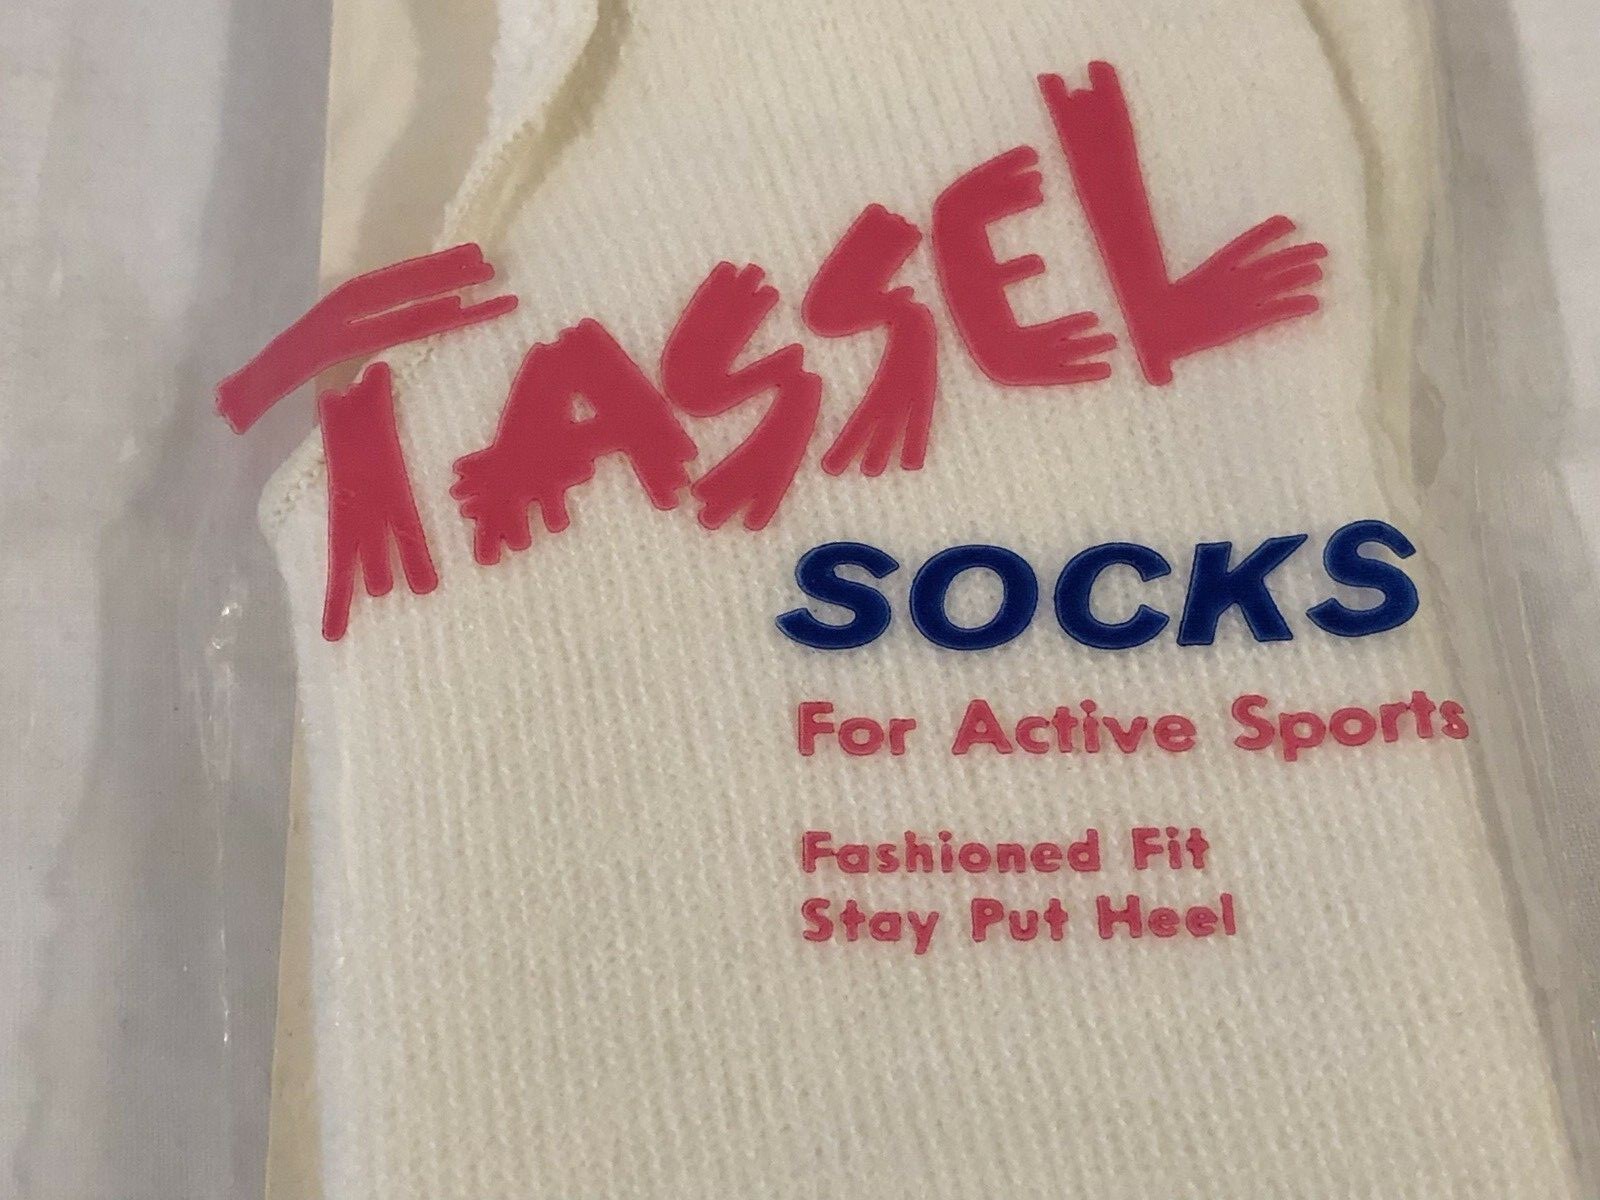 TASSEL
SOCKS
For Active Sports
Fashioned Fit
Stay Put Heel